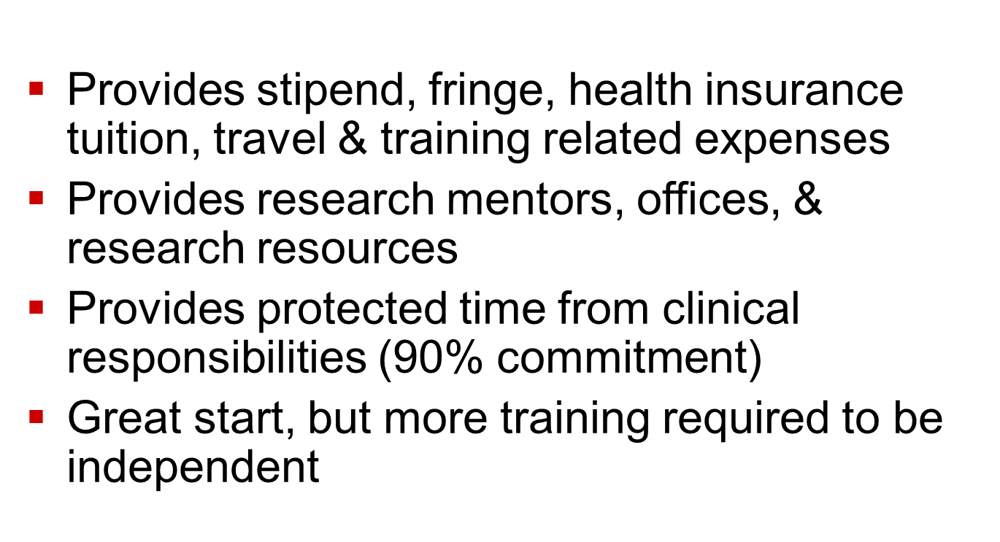 ▪ Provides stipend, fringe, health insurance
tuition, travel & training related expenses
▪ Provides research mentors, offices, &
research resources
▪ Provides protected time from clinical
responsibilities (90% commitment)
▪ Great start, but more training required to be
independent